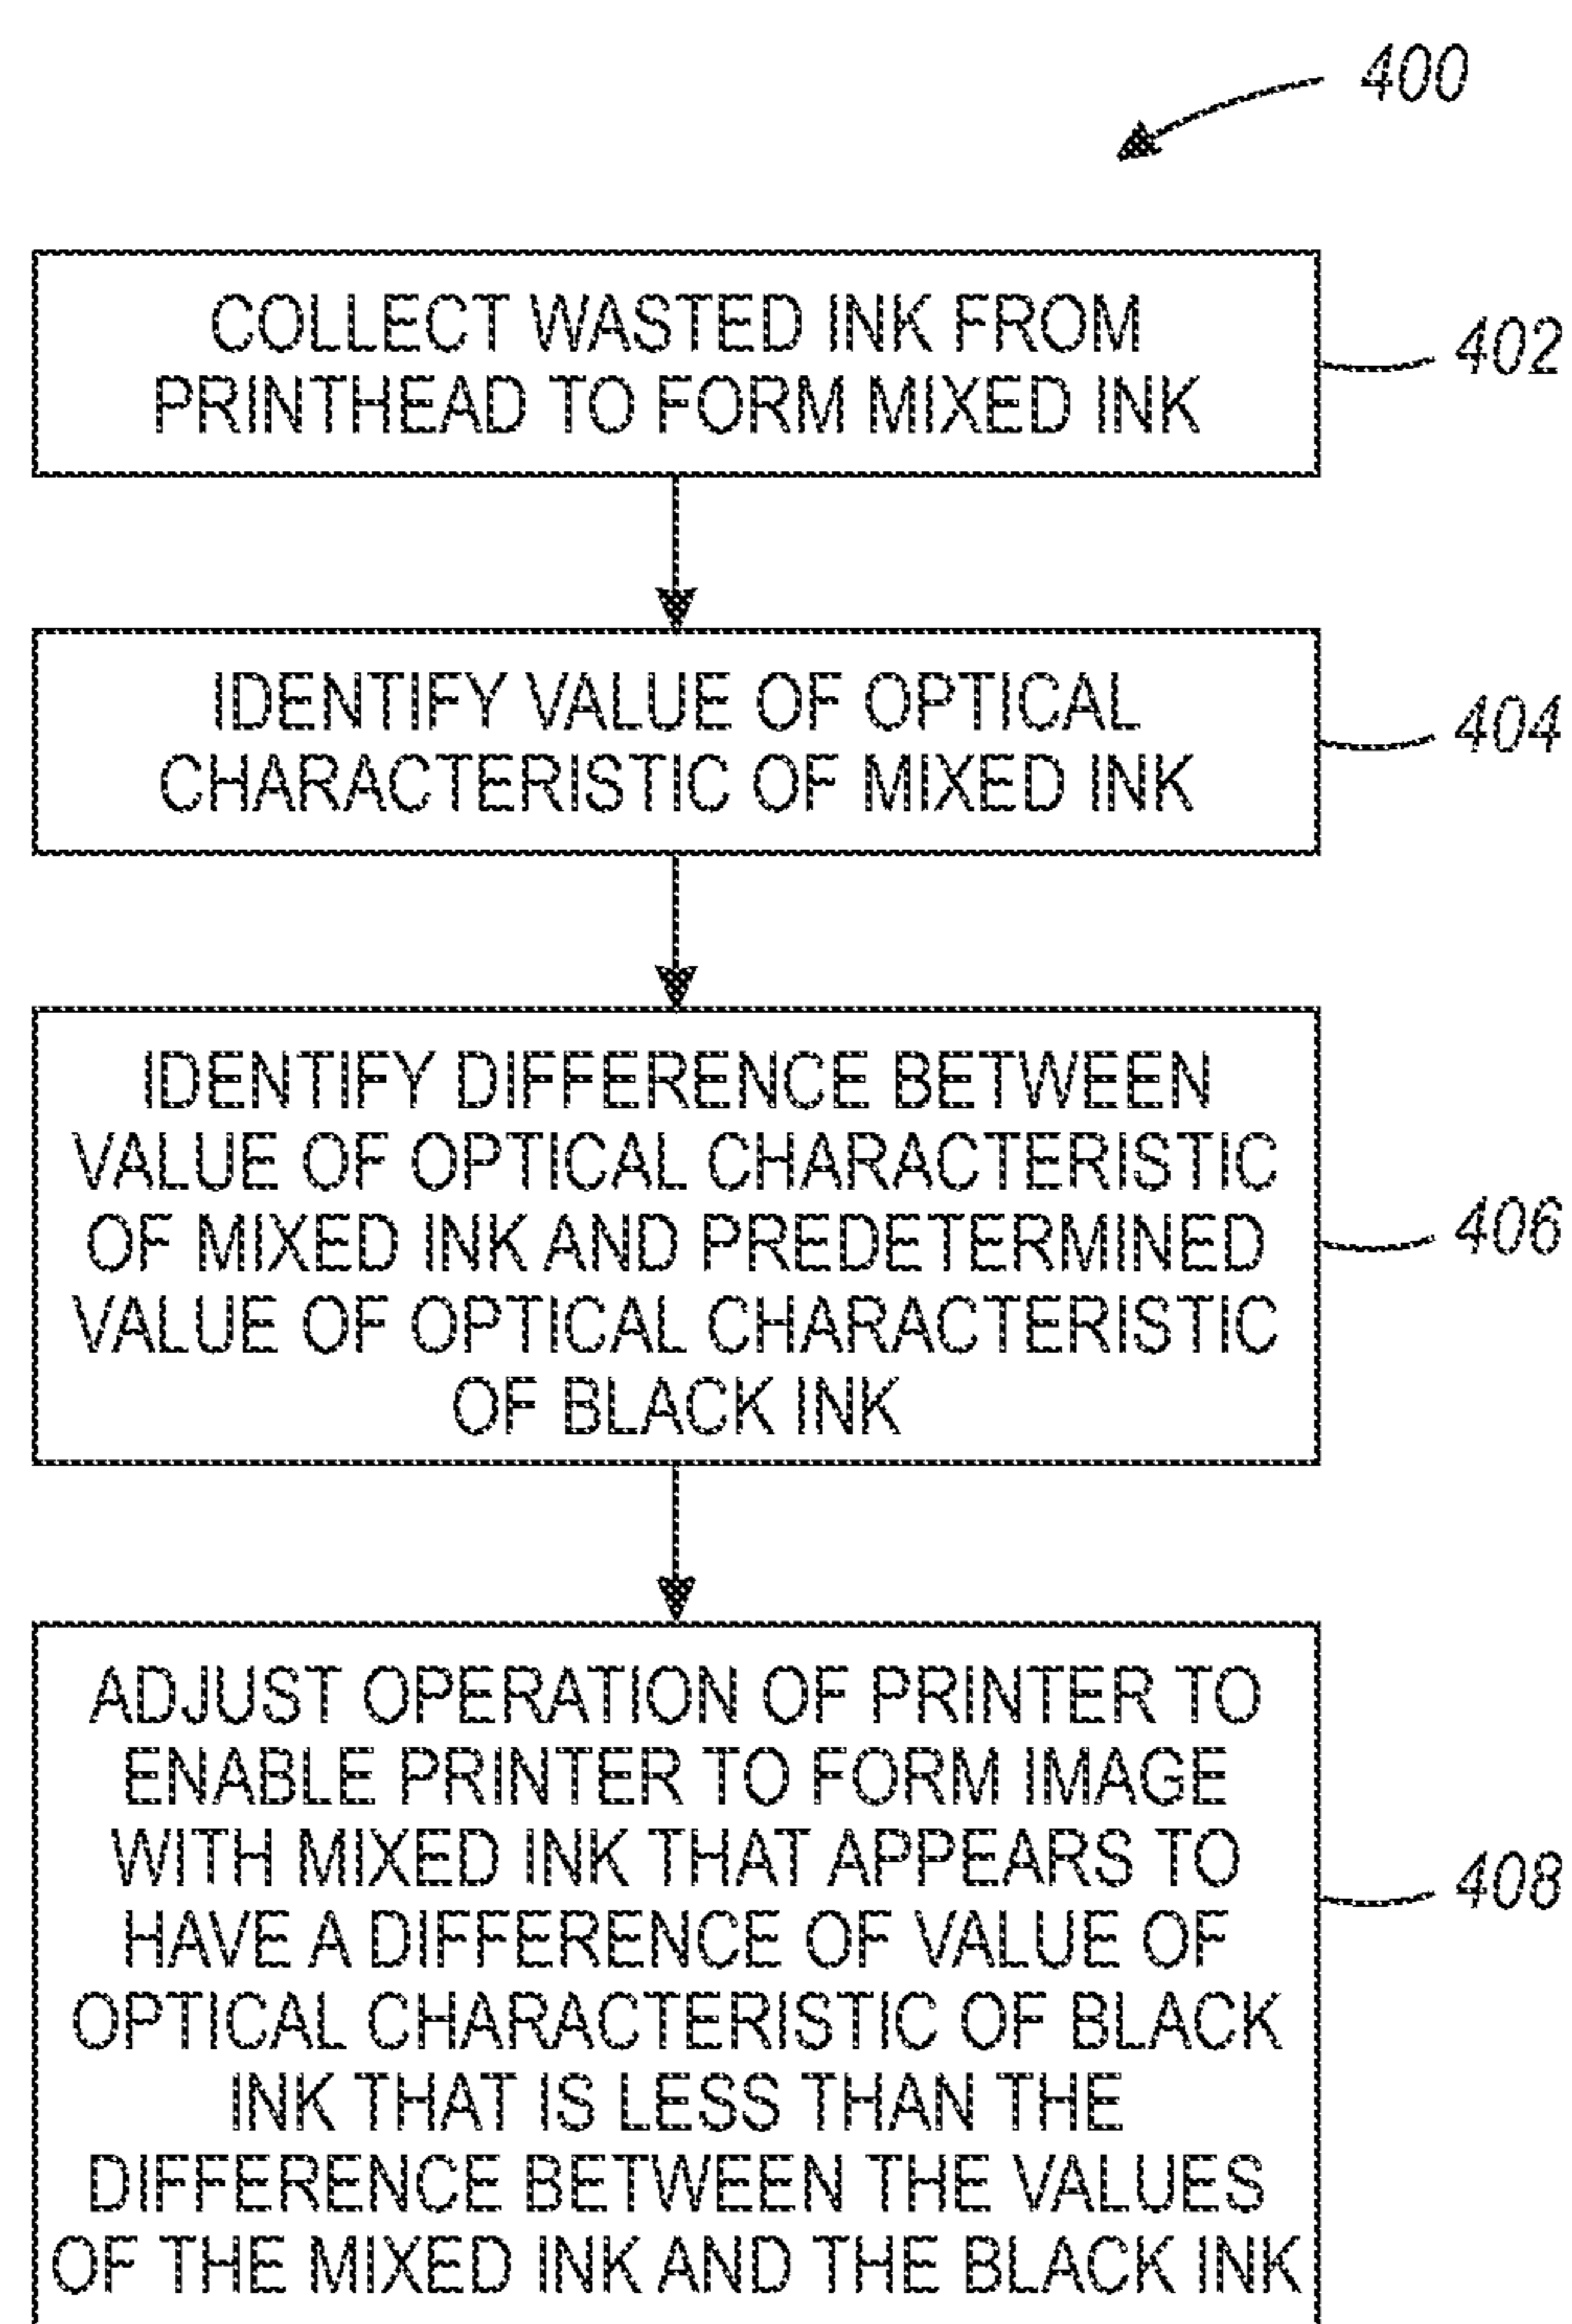 400
COLLECT WASTED INK FROM
PRINTHEAD TO FORM MIXED INK
402
IDENTIFY VALUE OF OPTICAL
CHARACTERISTIC OF MIXED INK
404
IDENTIFY DIFFERENCE BETWEEN
VALUE OF OPTICAL CHARACTERISTIC
OF MIXED INK AND PREDETERMINED
VALUE OF OPTICAL CHARACTERISTIC
OF BLACK INK
406
ADJUST OPERATION OF PRINTER TO
ENABLE PRINTER TO FORM IMAGE
WITH MIXED INK THAT APPEARS TO
HAVE A DIFFERENCE OF VALUE OF
OPTICAL CHARACTERISTIC OF BLACK
INK THAT IS LESS THAN THE
DIFFERENCE BETWEEN THE VALUES
OF THE MIXED INK AND THE BLACK INK
408